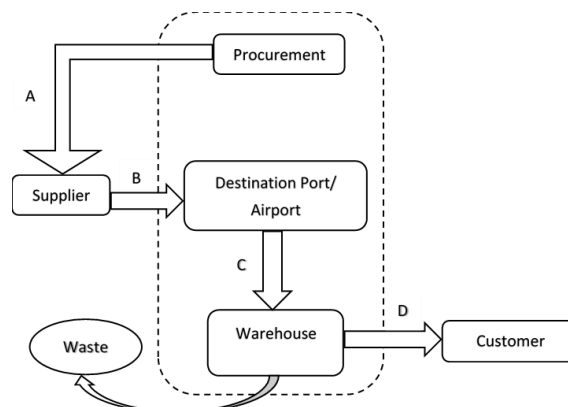 Procurement
A
B
Supplier
Destination Port/
Airport
C
D
Warehouse
Customer
Waste